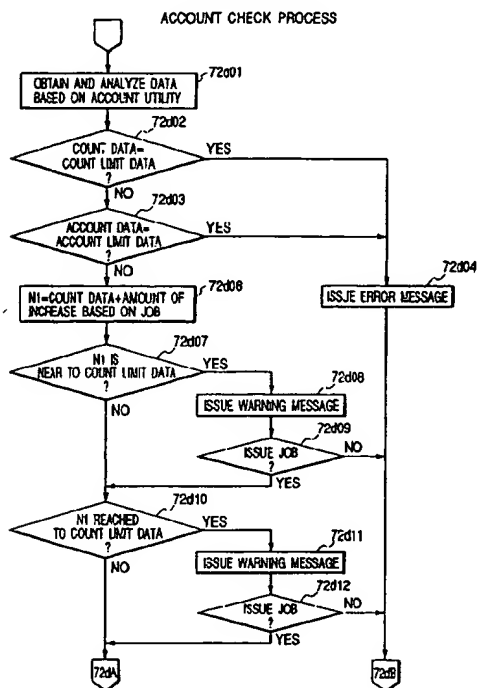 ACCOUNT CHECK PROCESS
72d01
OBTAIN AND ANALYZE DATA
BASED ON ACCOUNT UTILITY
72d02
COUNT DATA=
COUNT LIMIT DATA
?
YES
NO
72d03
ACCOUNT DATA=
ACCOUNT LIMIT DATA
?
YES
NO
72d04
ISSUE ERROR MESSAGE
72d06
N1=COUNT DATA+AMOUNT OF
INCREASE BASED ON JOB
72d07
N1 IS
NEAR TO COUNT LIMIT DATA
?
YES
NO
72d08
ISSUE WARNING MESSAGE
72d09
ISSUE JOB
?
NO
YES
72d10
N1 REACHED
TO COUNT LIMIT DATA
?
YES
NO
72d11
ISSUE WARNING MESSAGE
72d12
ISSUE JOB
?
NO
YES
72dA
72dB